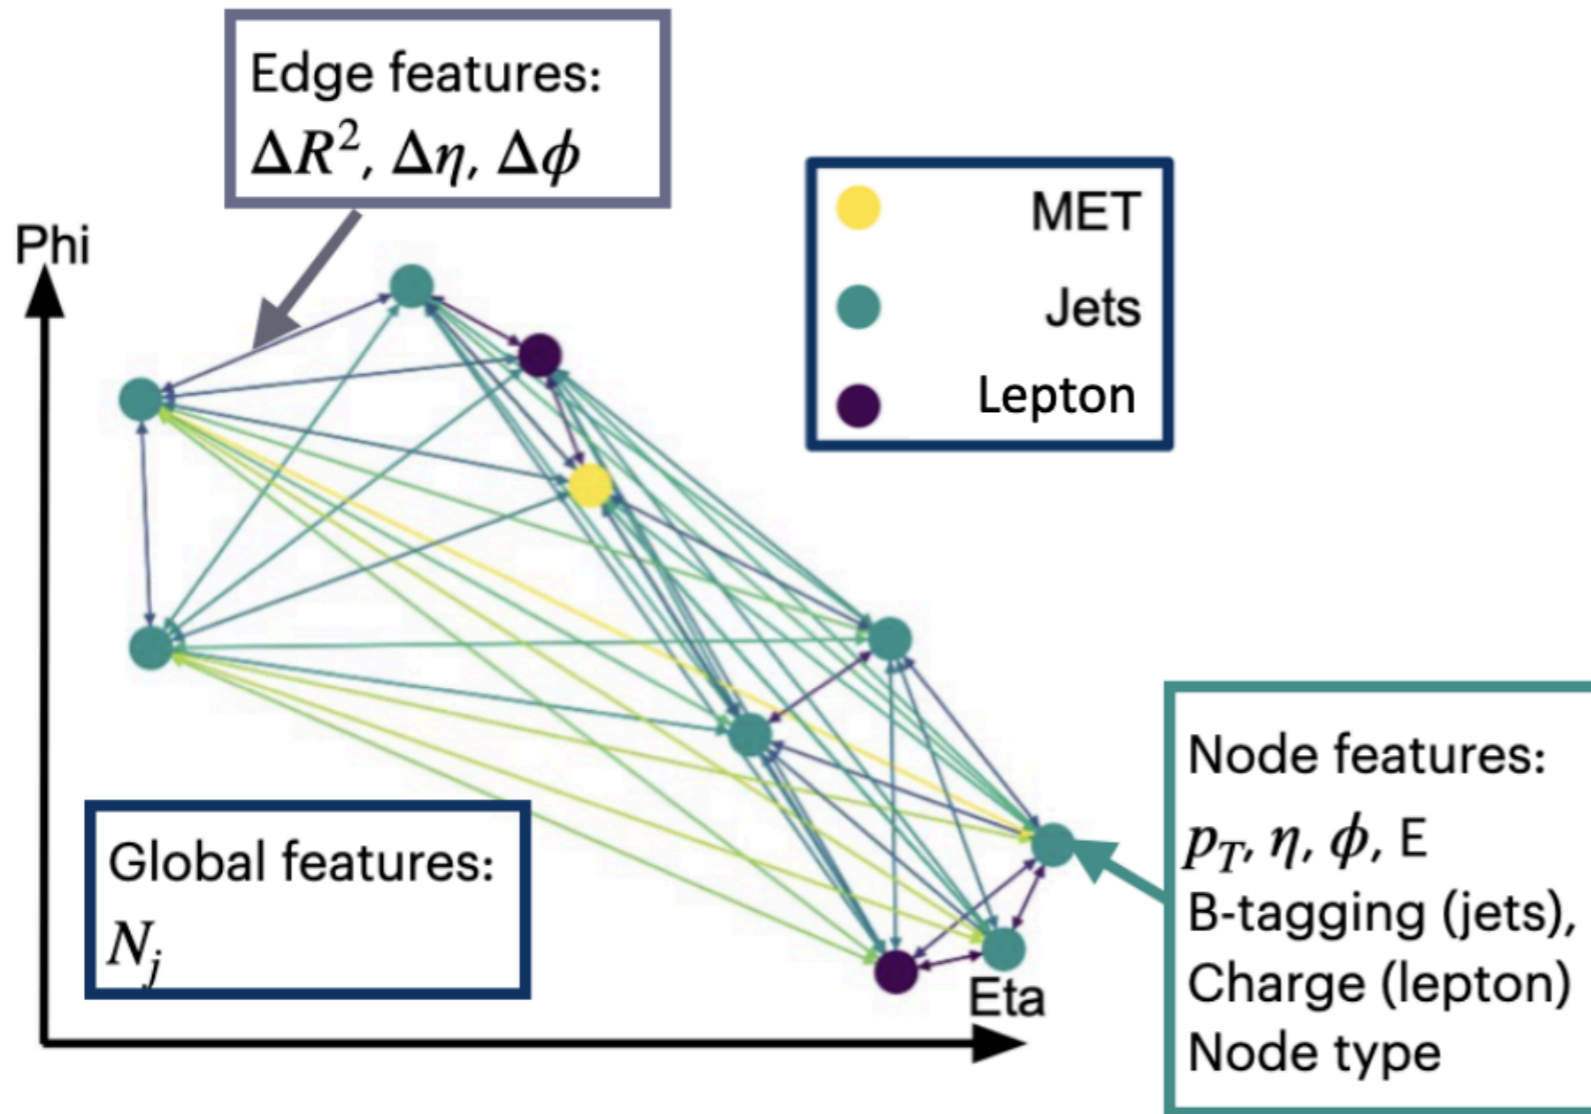 Edge features:
ΔR², Δη, Δϕ
MET
Jets
Lepton
Phi
Global features:
Nⱼ
Eta
Node features:
p_T, η, ϕ, E
B-tagging (jets),
Charge (lepton)
Node type